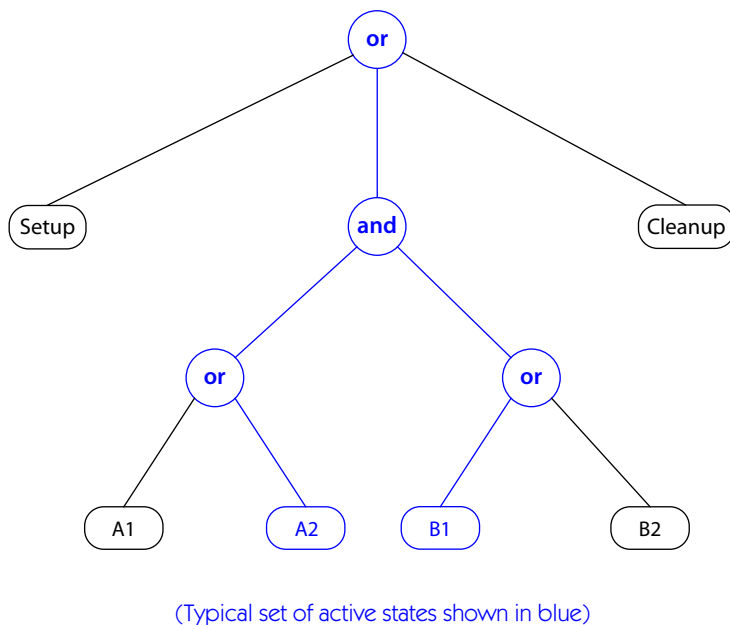 or
Setup
and
Cleanup
or
or
A1
A2
B1
B2
(Typical set of active states shown in blue)